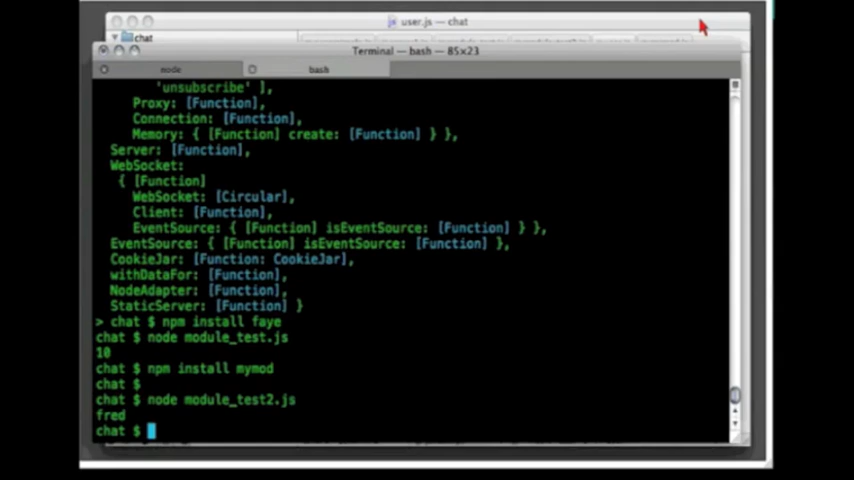 user.js — chat
chat
Terminal — bash — 85×23
node
bash
'unsubscribe' ],
Proxy: [Function],
Connection: [Function],
Memory: { [Function] create: [Function] } },
Server: [Function],
WebSocket:
{ [Function]
WebSocket: [Circular],
Client: [Function],
EventSource: { [Function] isEventSource: [Function] } },
EventSource: { [Function] isEventSource: [Function] },
CookieJar: [Function: CookieJar],
withDataFor: [Function],
NodeAdapter: [Function],
StaticServer: [Function] }
> chat $ npm install faye
chat $ node module_test.js
10
chat $ npm install mymod
chat $
chat $ node module_test2.js
fred
chat $